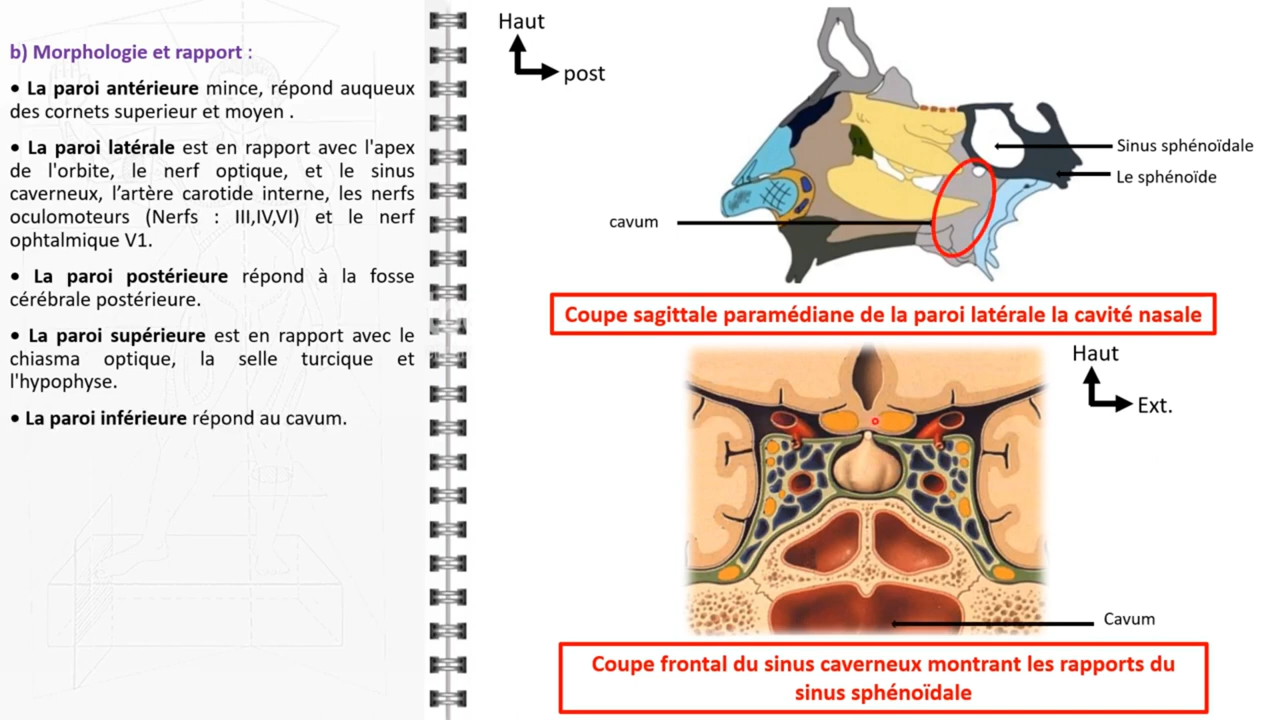 b) Morphologie et rapport :
• La paroi antérieure mince, répond auqueux
des cornets superieur et moyen .
• La paroi latérale est en rapport avec l'apex
de l'orbite, le nerf optique, et le sinus
caverneux, l’artère carotide interne, les nerfs
oculomoteurs (Nerfs : III,IV,VI) et le nerf
ophtalmique V1.
• La paroi postérieure répond à la fosse
cérébrale postérieure.
• La paroi supérieure est en rapport avec le
chiasma optique, la selle turcique et
l'hypophyse.
• La paroi inférieure répond au cavum.
Haut
post
Sinus sphénoïdale
Le sphénoïde
cavum
Coupe sagittale paramédiane de la paroi latérale la cavité nasale
Haut
Ext.
Cavum
Coupe frontal du sinus caverneux montrant les rapports du
sinus sphénoïdale